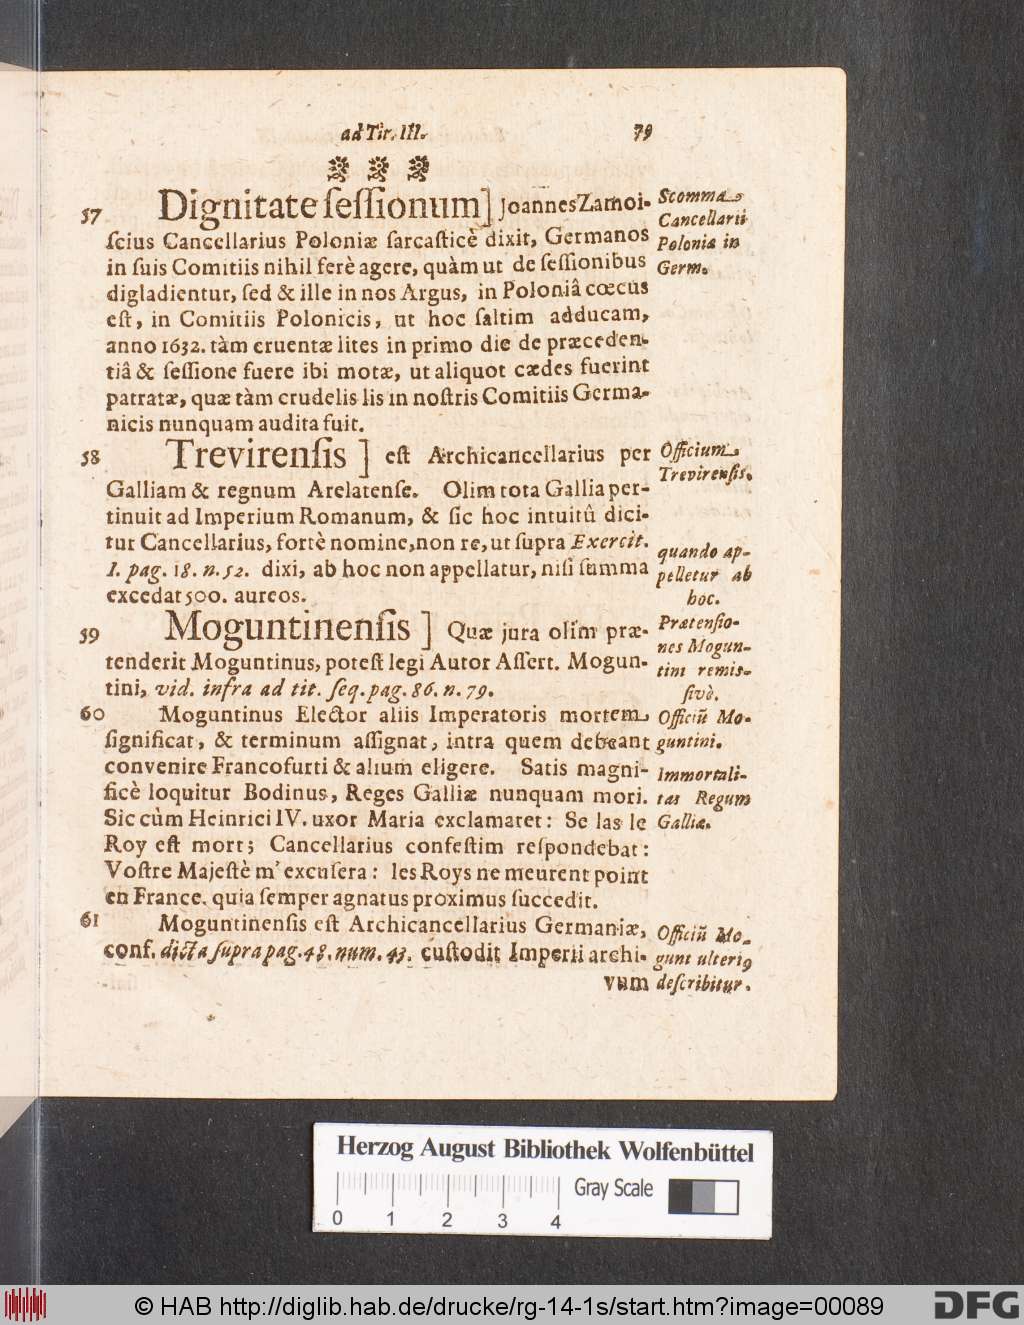 ad Tit. III.
79
57 Dignitate ſeſſionum] Joannes Zamoi-
ſcius Cancellarius Poloniæ ſarcaſticè dixit, Germanos
in ſuis Comitiis nihil ferè agere, quàm ut de ſeſſionibus
digladientur, ſed & ille in nos Argus, in Poloniâ cœcus
eſt, in Comitiis Polonicis, ut hoc ſaltim adducam,
anno 1632. tàm cruentæ lites in primo die de præceden-
tiâ & ſeſſione fuere ibi motæ, ut aliquot cædes fuerint
patratæ, quæ tàm crudelis lis in noſtris Comitiis Germa-
nicis nunquam audita fuit.
Scomma
Cancellarii
Poloniæ in
Germ.
58 Trevirenſis ] eſt Archicancellarius per
Galliam & regnum Arelatenſe. Olim tota Gallia per-
tinuit ad Imperium Romanum, & ſic hoc intuitû dici-
tur Cancellarius, fortè nomine, non re, ut ſupra Exercit.
I. pag. 18. n. 52. dixi, ab hoc non appellatur, niſi ſumma
excedat 500. aureos.
Officium
Trevirenſis.
quando ap-
pelletur ab
hoc.
59 Moguntinenſis ] Quæ jura olim præ-
tenderit Moguntinus, poteſt legi Autor Aſſert. Mogun-
tini, vid. infra ad tit. ſeq. pag. 86. n. 79.
Prætenſio-
nes Mogun-
tini remiſ-
ſivè.
60 Moguntinus Elector aliis Imperatoris mortem
ſignificat, & terminum aſſignat, intra quem debeant
convenire Francofurti & alium eligere. Satis magni-
ficè loquitur Bodinus, Reges Galliæ nunquam mori.
Sic cùm Heinrici IV. uxor Maria exclamaret: Se las le
Roy eſt mort; Cancellarius confeſtim reſpondebat:
Voſtre Majeſtè m' excuſera: les Roys ne meurent point
en France. quia ſemper agnatus proximus ſuccedit.
Officiũ Mo-
guntini.
Immortali-
tas Regum
Galliæ.
61 Moguntinenſis eſt Archicancellarius Germaniæ,
conf. dicta ſupra pag. 48. num. 43. cuſtodit Imperii archi-
vum
Officiũ Mo-
gunt ulteriꝰ
deſcribitur.
Herzog August Bibliothek Wolfenbüttel
Gray Scale
0 1 2 3 4
© HAB http://diglib.hab.de/drucke/rg-14-1s/start.htm?image=00089
DFG